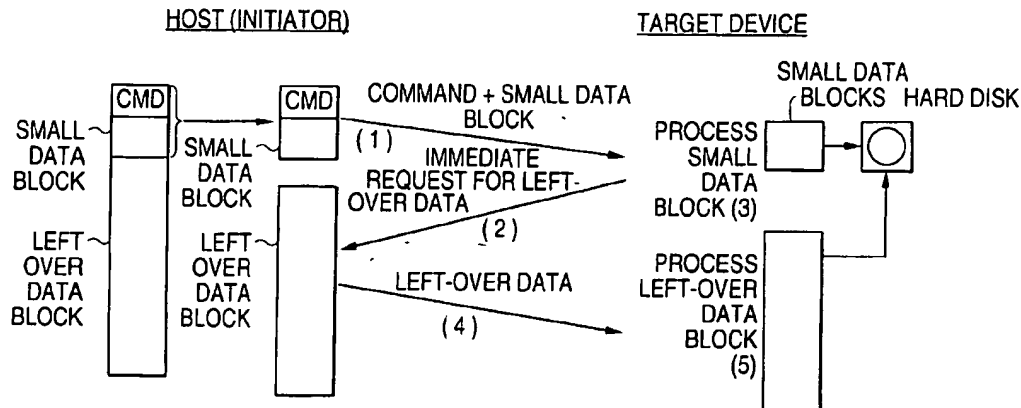 HOST (INITIATOR)
TARGET DEVICE
CMD
SMALL
DATA
BLOCK
LEFT
OVER
DATA
BLOCK
CMD
SMALL
DATA
BLOCK
LEFT
OVER
DATA
BLOCK
COMMAND + SMALL DATA
BLOCK
(1)
IMMEDIATE
REQUEST FOR LEFT-
OVER DATA
(2)
LEFT-OVER DATA
(4)
SMALL DATA
BLOCKS
HARD DISK
PROCESS
SMALL
DATA
BLOCK (3)
PROCESS
LEFT-OVER
DATA
BLOCK
(5)